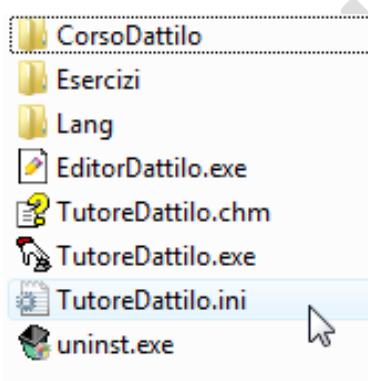 CorsoDattilo
Esercizi
Lang
EditorDattilo.exe
TutoreDattilo.chm
TutoreDattilo.exe
TutoreDattilo.ini
uninst.exe